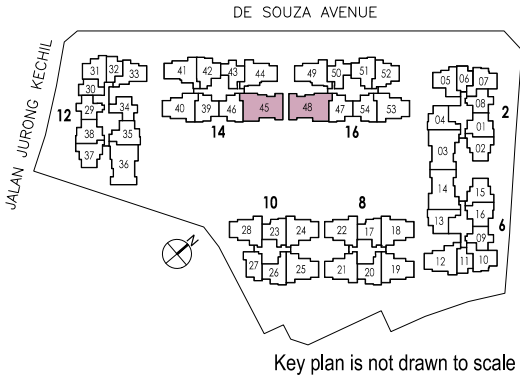 DE SOUZA AVENUE
JALAN JURONG KECHIL
31 32 33
30
29 34
12
38 35
37 36
41 42 43 44
40 39 46 45
14
49 50 51 52
48 47 54 53
16
05 06 07
08
04 01
2
03 02
14 15
13 16
6
09
12 11 10
10
28 23 24
27 26 25
8
22 17 18
21 20 19
N
Key plan is not drawn to scale